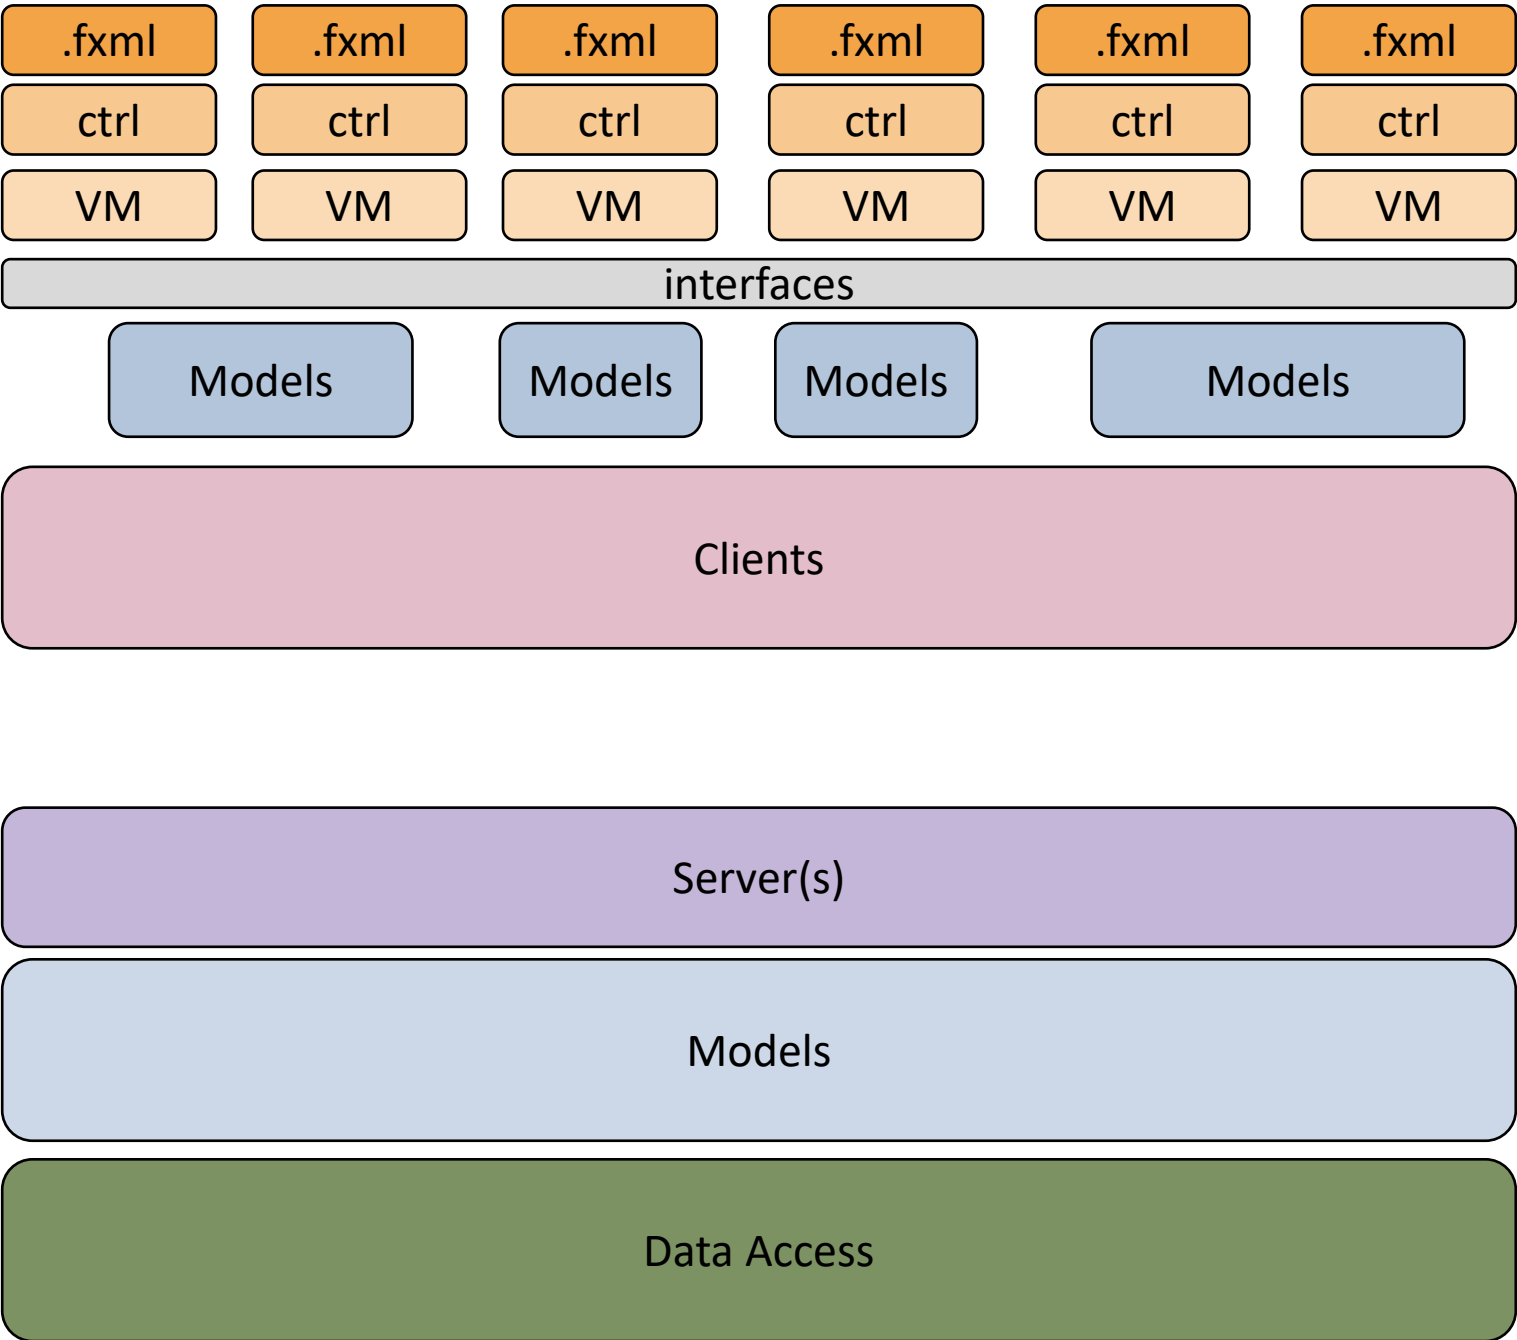 .fxml .fxml .fxml .fxml .fxml .fxml
ctrl ctrl ctrl ctrl ctrl ctrl
VM VM VM VM VM VM
interfaces
Models Models Models Models
Clients
Server(s)
Models
Data Access